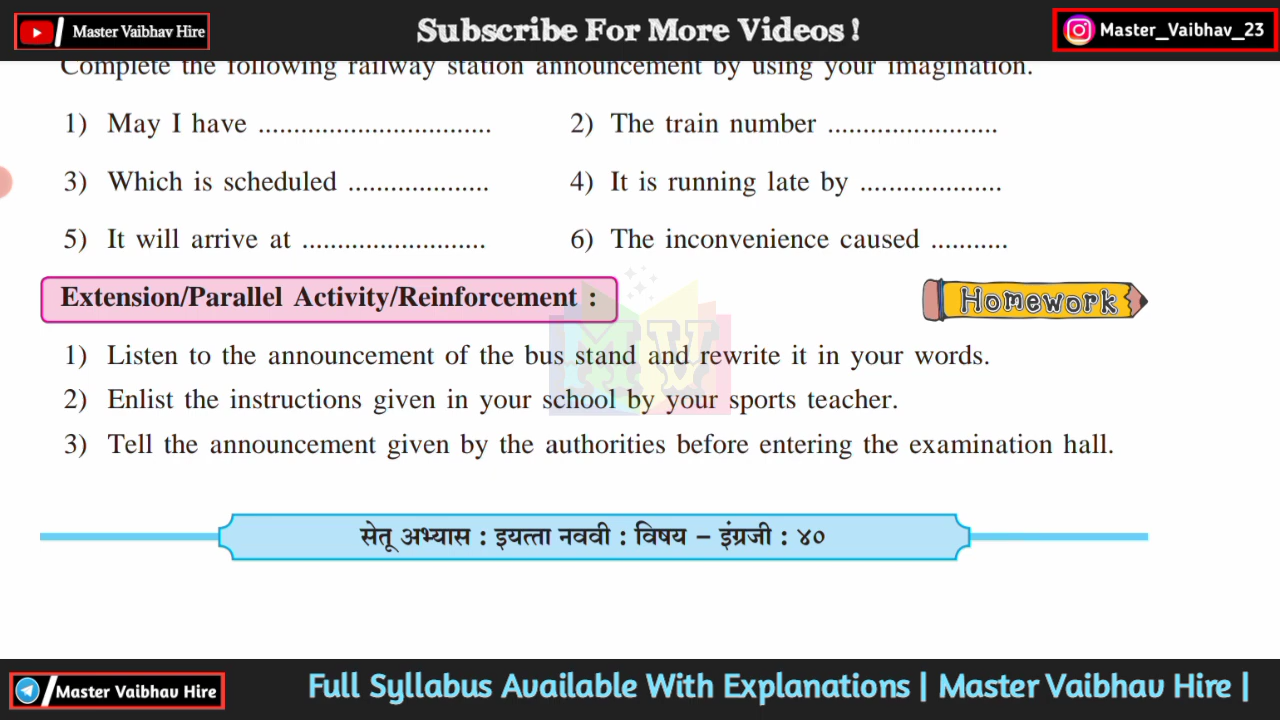 Master Vaibhav Hire
Subscribe For More Videos !
Master_Vaibhav_23
Complete the following railway station announcement by using your imagination.
1) May I have .................................
2) The train number ........................
3) Which is scheduled ....................
4) It is running late by ....................
5) It will arrive at ..........................
6) The inconvenience caused ...........
Extension/Parallel Activity/Reinforcement :
Homework
1) Listen to the announcement of the bus stand and rewrite it in your words.
2) Enlist the instructions given in your school by your sports teacher.
3) Tell the announcement given by the authorities before entering the examination hall.
MV
सेतू अभ्यास : इयत्ता नववी : विषय – इंग्रजी : ४०
Master Vaibhav Hire
Full Syllabus Available With Explanations | Master Vaibhav Hire |